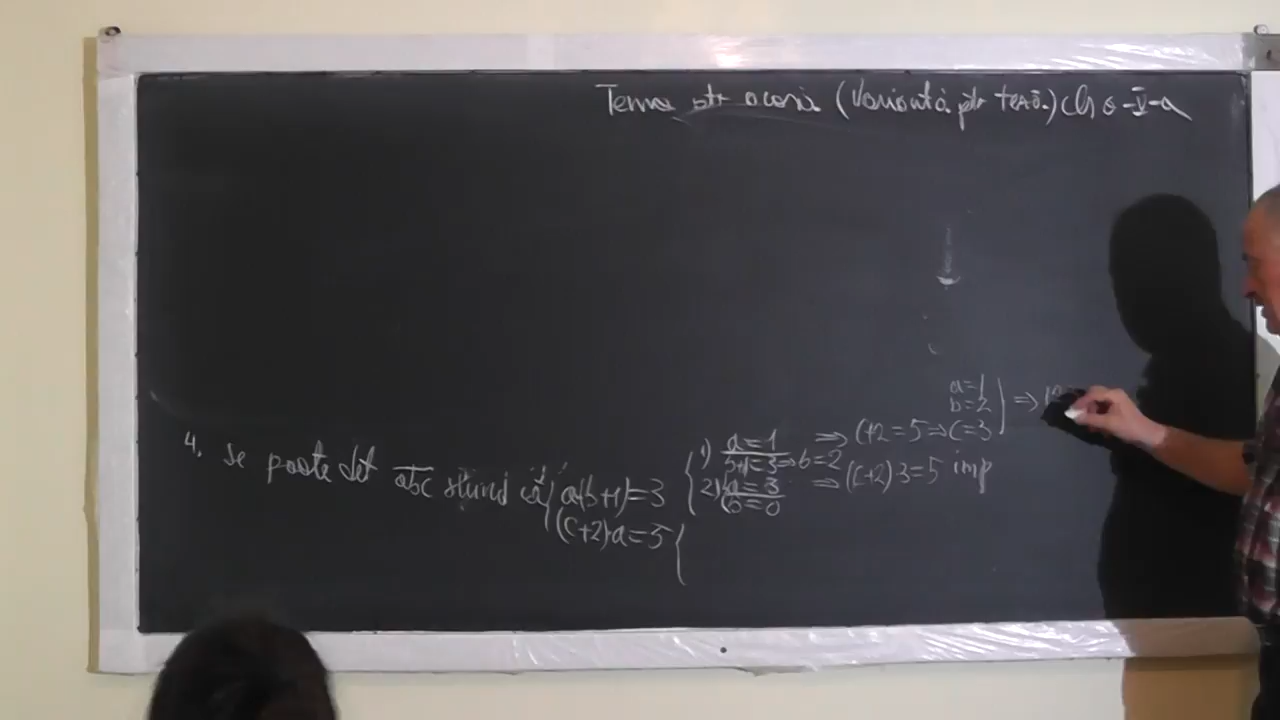 Tema ptr acasă (Varianta ptr teză.) cls a-V-a
4. se poate det abc știind că a(b+1)=3
(c+2)·a=5
1) a=1 => c+2=5 => c=3
b+1=3 => b=2
2) a=3 => (c+2)3=5 imp
b=0
a=1
b=2
=>